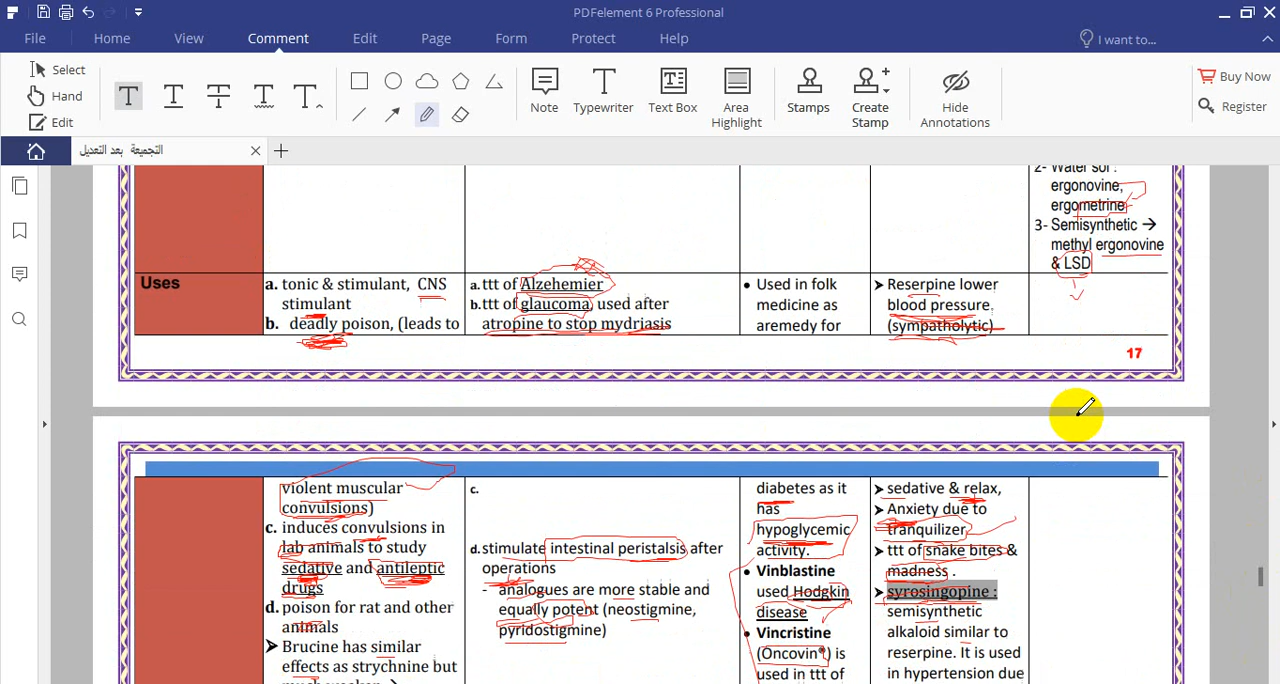 PDFelement 6 Professional
File Home View Comment Edit Page Form Protect Help I want to...
Select
Hand
Edit
Note Typewriter Text Box Area Highlight Stamps Create Stamp Hide Annotations
Buy Now
Register
التجميعة بعد التعديل
2- Water sol :
ergonovine,
ergometrine
3- Semisynthetic →
methyl ergonovine
& LSD
Uses
a. tonic & stimulant, CNS
stimulant
b. deadly poison, (leads to
a. ttt of Alzehemier
b. ttt of glaucoma, used after
atropine to stop mydriasis
• Used in folk
medicine as
aremedy for
➢ Reserpine lower
blood pressure.
(sympatholytic)
17
violent muscular
convulsions)
c. induces convulsions in
lab animals to study
sedative and antileptic
drugs
d. poison for rat and other
animals
➢ Brucine has similar
effects as strychnine but
c.
d. stimulate intestinal peristalsis after
operations
- analogues are more stable and
equally potent (neostigmine,
pyridostigmine)
diabetes as it
has
hypoglycemic
activity.
• Vinblastine
used Hodgkin
disease
• Vincristine
(Oncovin®) is
used in ttt of
➢ sedative & relax,
➢ Anxiety due to
tranquilizer
➢ ttt of snake bites &
madness .
➢ syrosingopine :
semisynthetic
alkaloid similar to
reserpine. It is used
in hypertension due